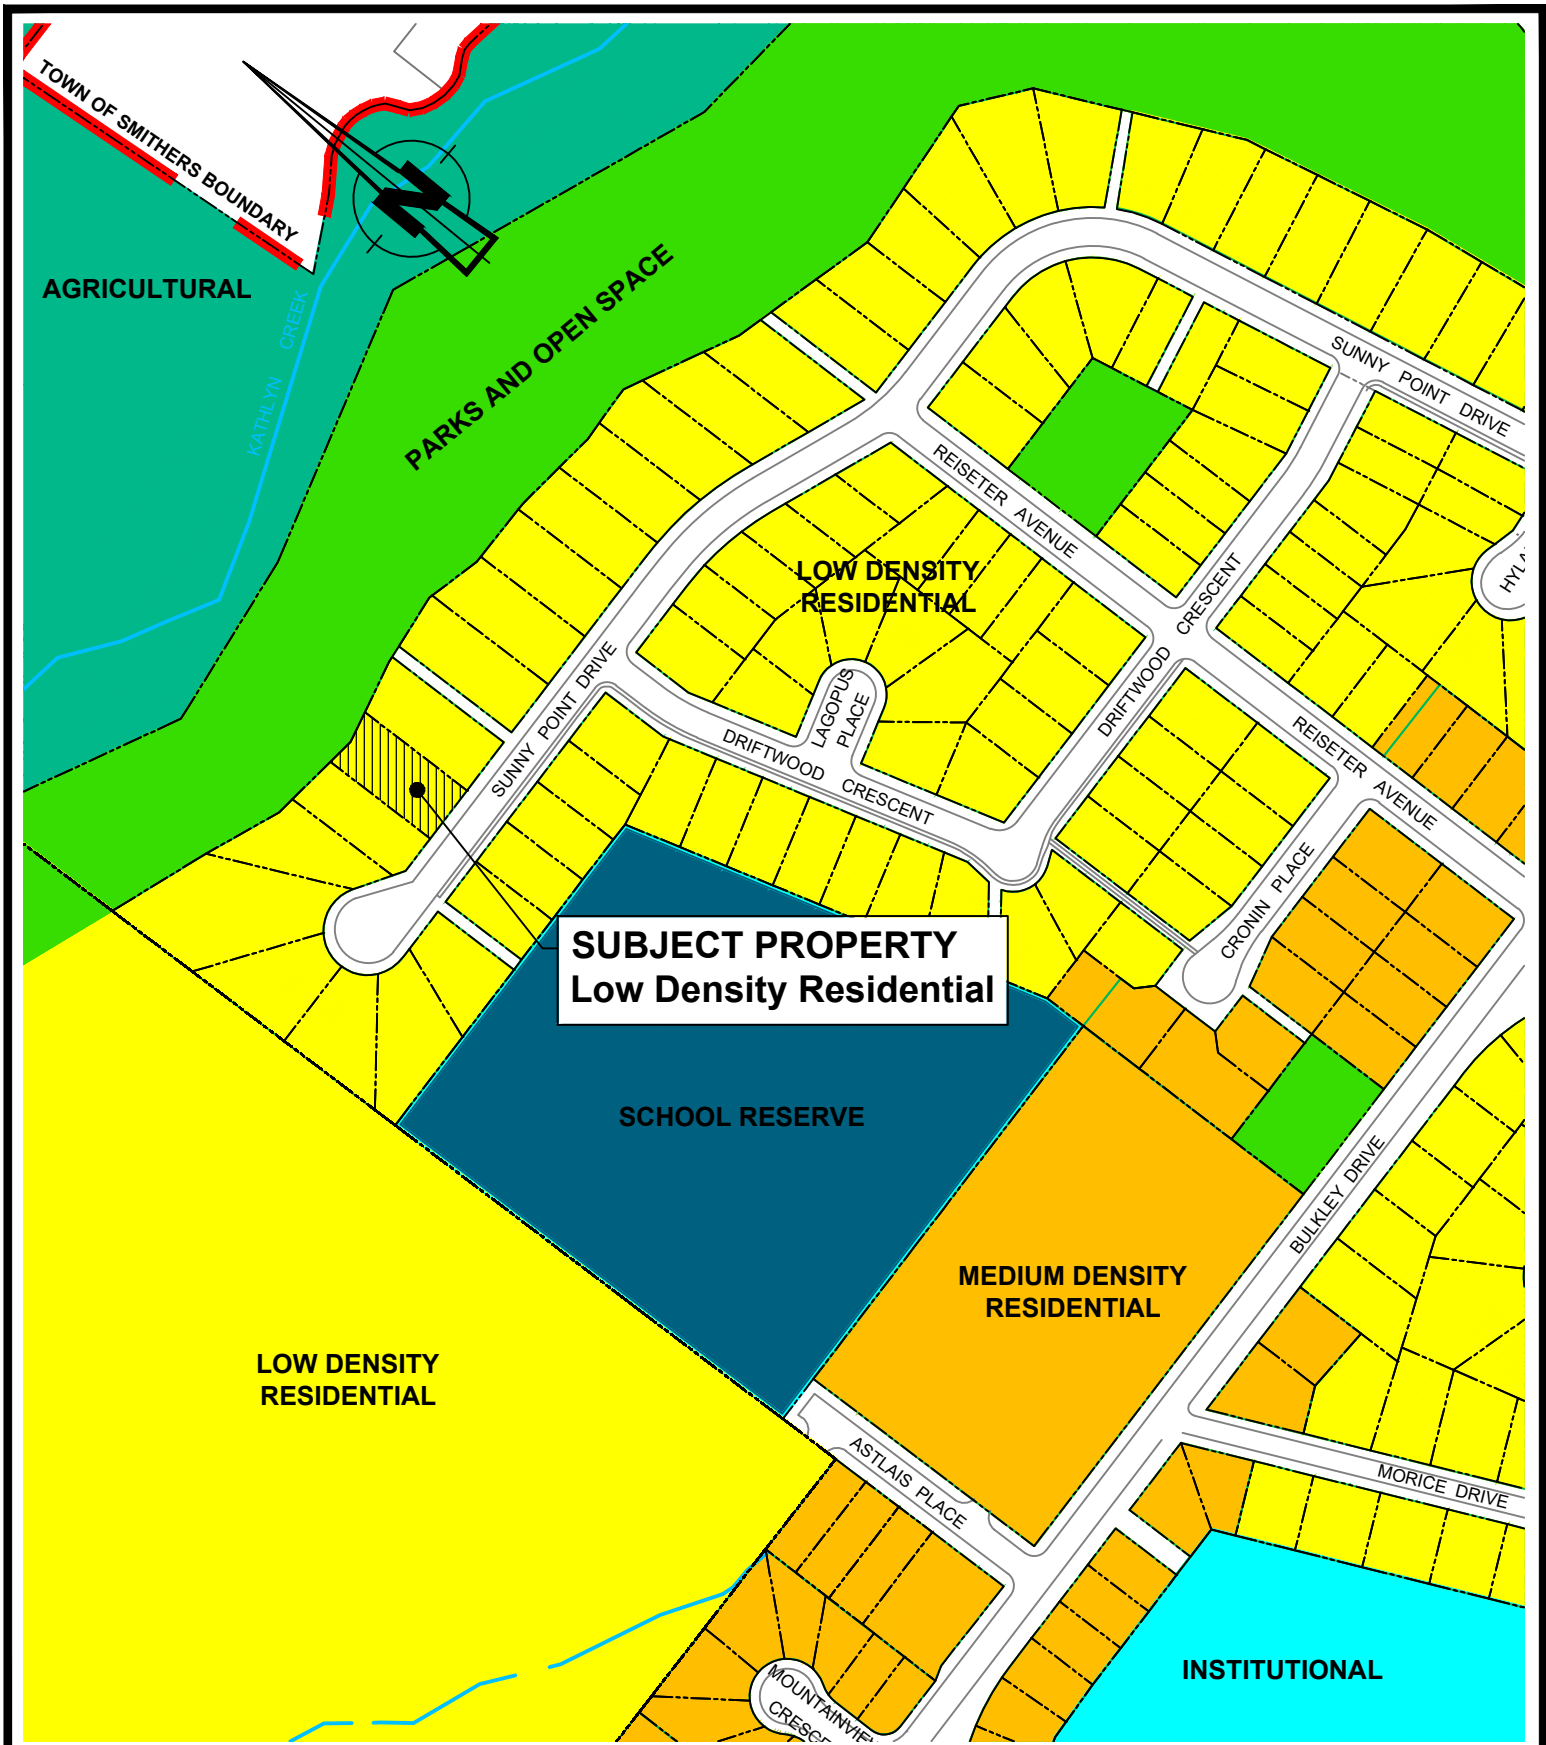 TOWN OF SMITHERS BOUNDARY
N
AGRICULTURAL
KATHLYN CREEK
PARKS AND OPEN SPACE
SUNNY POINT DRIVE
REISETER AVENUE
LOW DENSITY
RESIDENTIAL
DRIFTWOOD CRESCENT
SUNNY POINT DRIVE
LAGOPUS
PLACE
DRIFTWOOD CRESCENT
REISETER AVENUE
CRONIN PLACE
SUBJECT PROPERTY
Low Density Residential
SCHOOL RESERVE
BULKLEY DRIVE
MEDIUM DENSITY
RESIDENTIAL
LOW DENSITY
RESIDENTIAL
ASTLAIS PLACE
MORICE DRIVE
INSTITUTIONAL